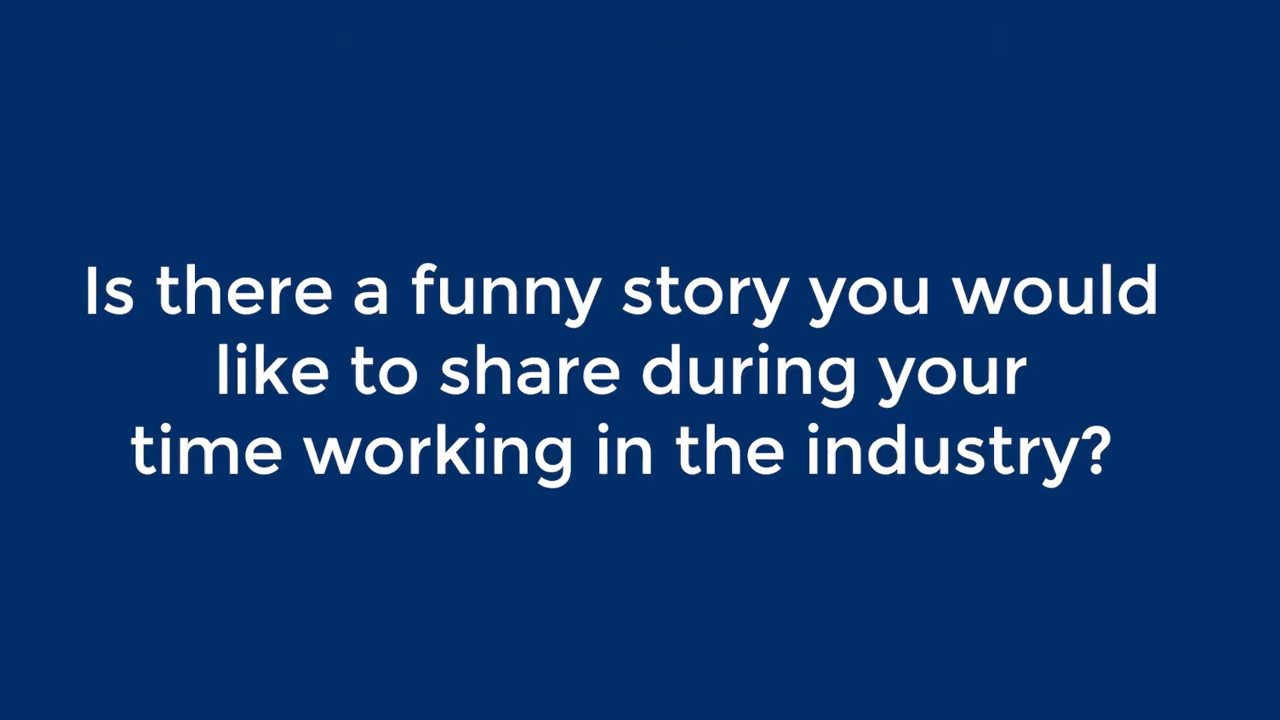 Is there a funny story you would
like to share during your
time working in the industry?